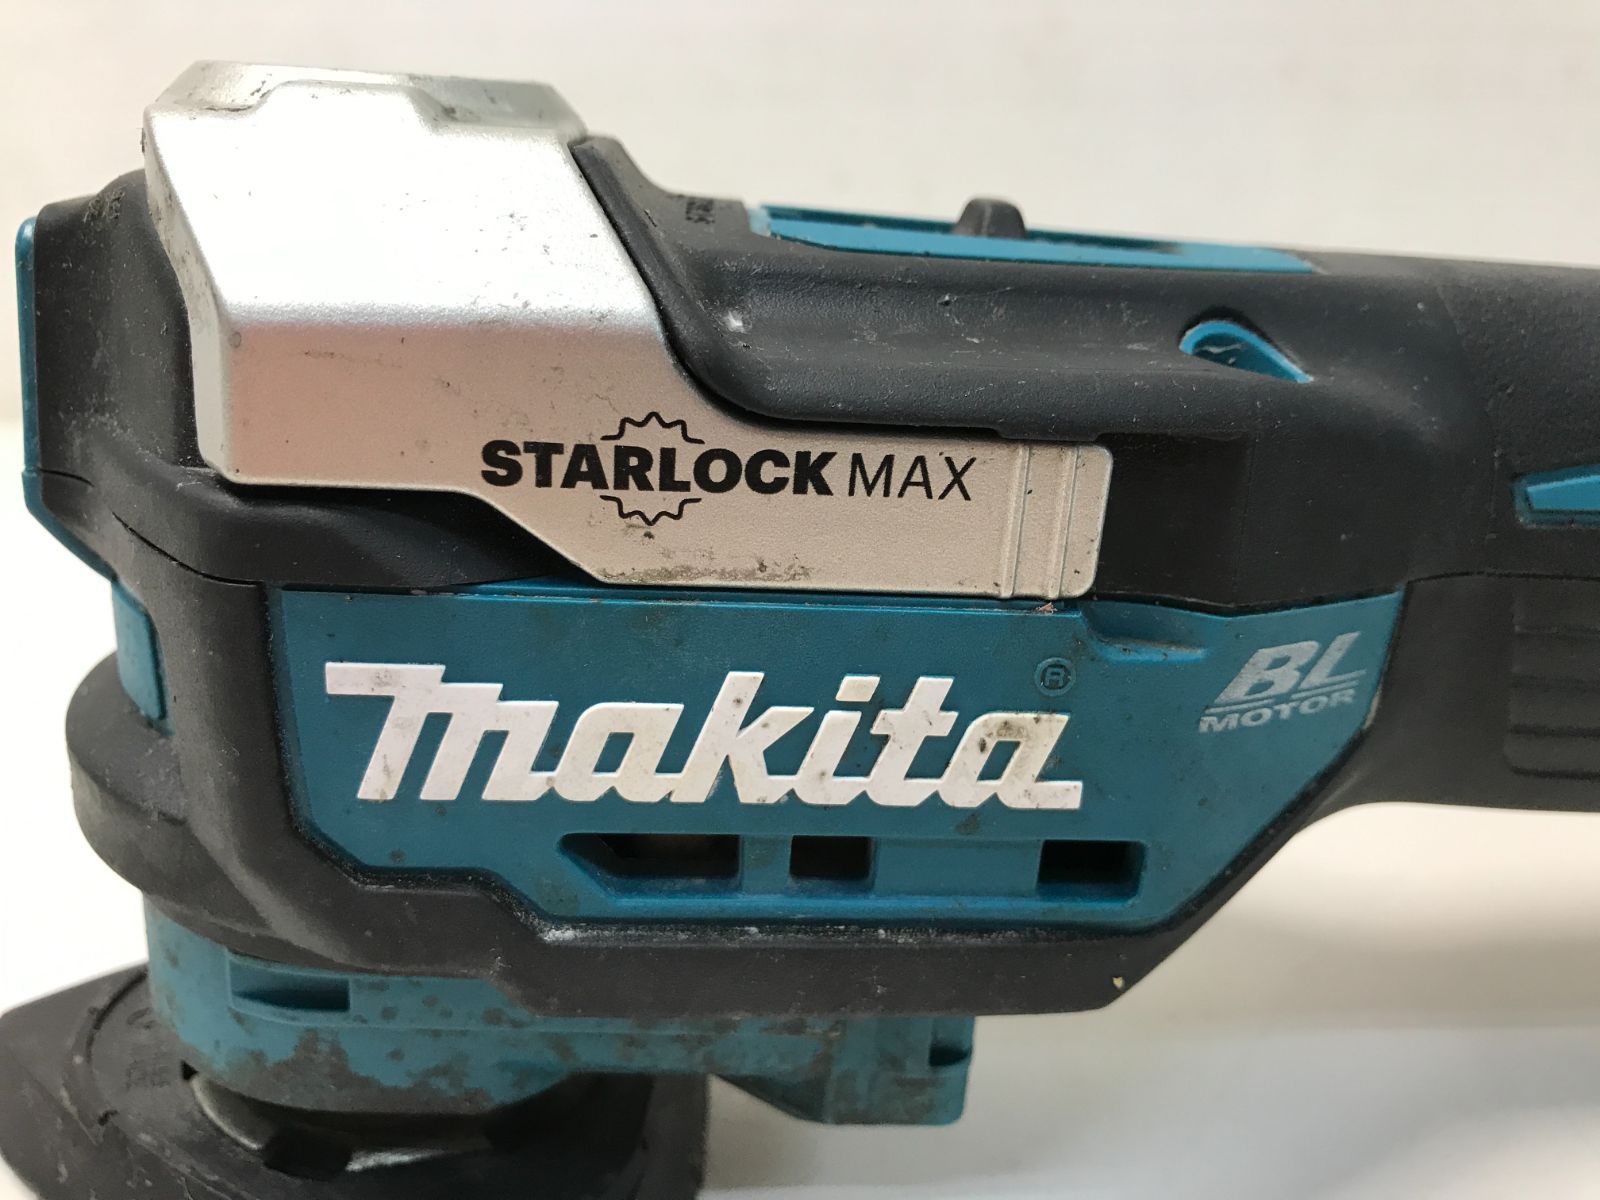 STARLOCK MAX
makita ®
BL
MOTOR